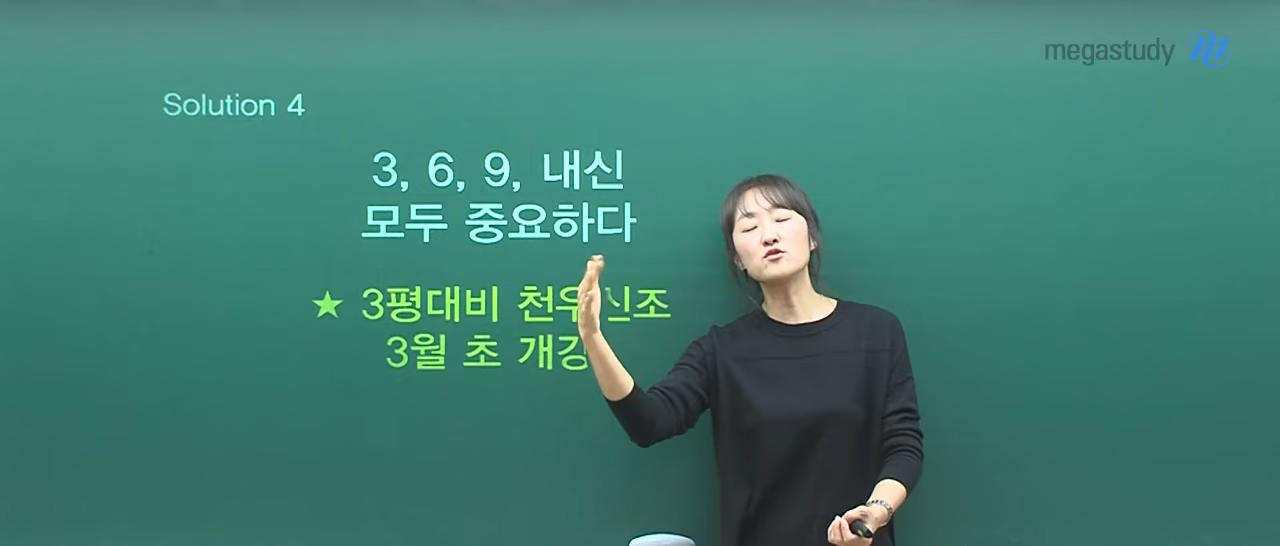 megastudy
Solution 4
3, 6, 9, 내신
모두 중요하다
★ 3평대비
3월 초